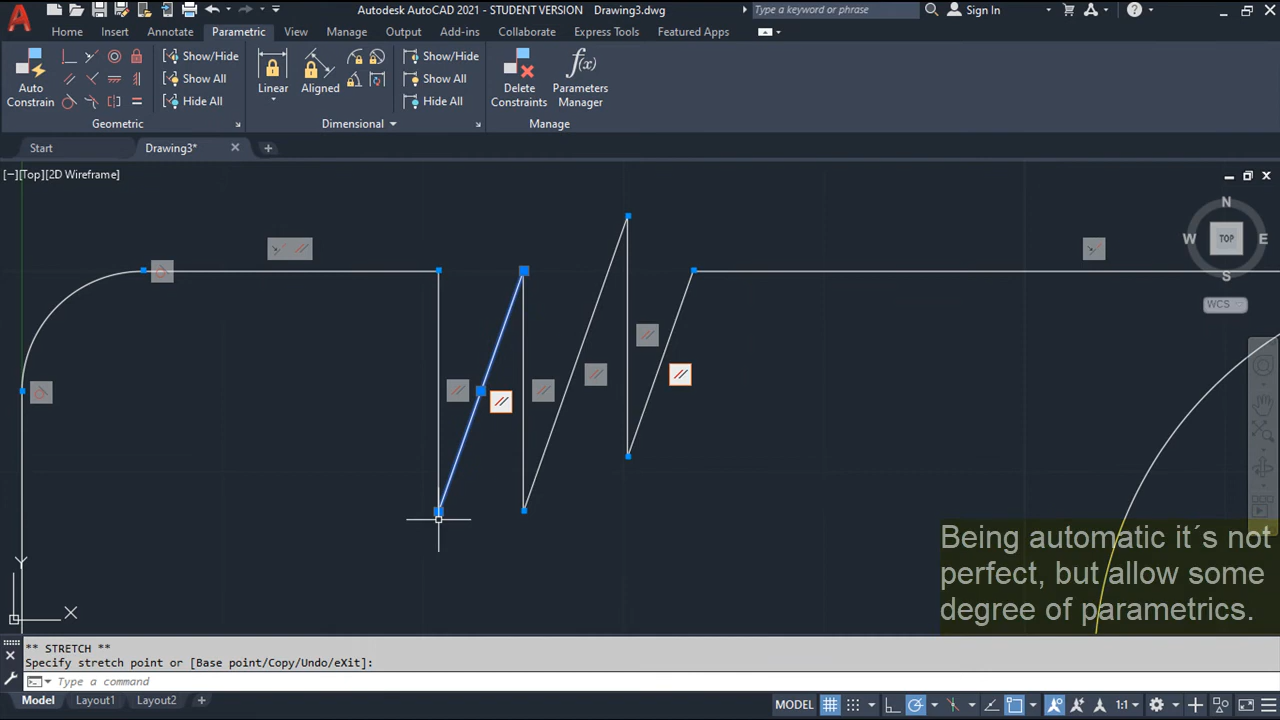 Autodesk AutoCAD 2021 - STUDENT VERSION Drawing3.dwg
Type a keyword or phrase
Sign In
Home Insert Annotate Parametric View Manage Output Add-ins Collaborate Express Tools Featured Apps
Auto
Constrain
Show/Hide
Show All
Hide All
Geometric
Linear
Aligned
Show/Hide
Show All
Hide All
Dimensional
Delete
Constraints
Parameters
Manager
f(x)
Manage
Start
Drawing3*
[−][Top][2D Wireframe]
N
W TOP E
S
WCS
Y
X
Being automatic it´s not
perfect, but allow some
degree of parametrics.
** STRETCH **
Specify stretch point or [Base point/Copy/Undo/eXit]:
Type a command
Model Layout1 Layout2
MODEL
1:1